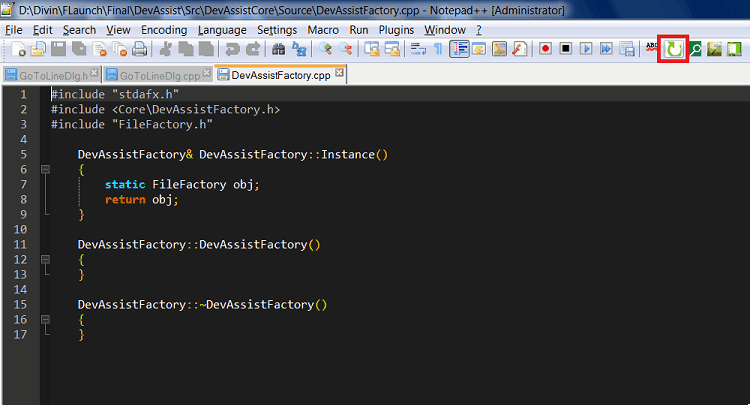 D:\Divin\FLaunch\Final\DevAssist\Src\DevAssistCore\Source\DevAssistFactory.cpp - Notepad++ [Administrator]
File Edit Search View Encoding Language Settings Macro Run Plugins Window ?
ABC
GoToLineDlg.h GoToLineDlg.cpp DevAssistFactory.cpp
1 #include "stdafx.h"
2 #include <Core\DevAssistFactory.h>
3 #include "FileFactory.h"
4
5 DevAssistFactory& DevAssistFactory::Instance()
6 {
7 static FileFactory obj;
8 return obj;
9 }
10
11 DevAssistFactory::DevAssistFactory()
12 {
13 }
14
15 DevAssistFactory::~DevAssistFactory()
16 {
17 }